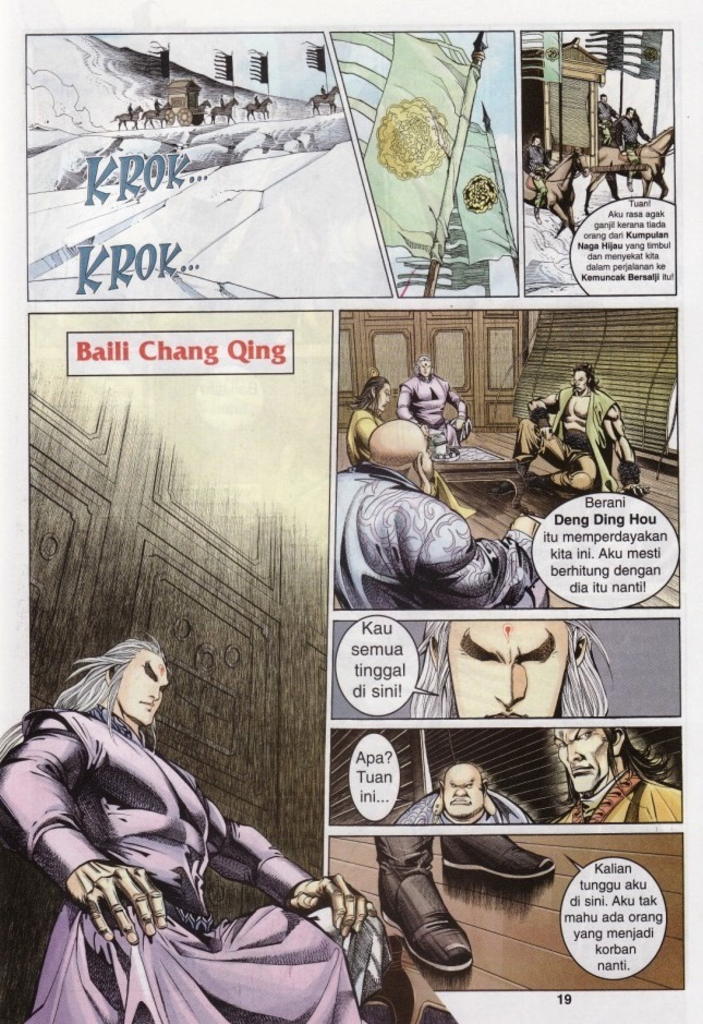 KROK...
KROK...
Tuan!
Aku rasa agak
ganjil kerana tiada
orang dari Kumpulan
Naga Hijau yang timbul
dan menyekat kita
dalam perjalanan ke
Kemuncak Bersalji itu!
Baili Chang Qing
Berani
Deng Ding Hou
itu memperdayakan
kita ini. Aku mesti
berhitung dengan
dia itu nanti!
Kau
semua
tinggal
di sini!
Apa?
Tuan
ini...
Kalian
tunggu aku
di sini. Aku tak
mahu ada orang
yang menjadi
korban
nanti.
19